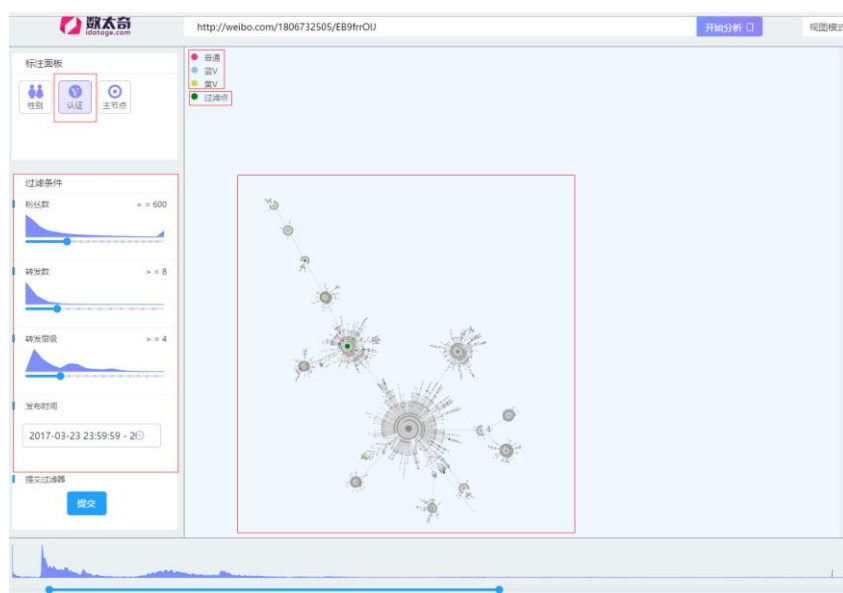 数太奇
idatage.com
http://weibo.com/1806732505/EB9frrOIJ
开始分析
视图模式
标注面板
性别
认证
主节点
普通
蓝V
黄V
过滤点
过滤条件
粉丝数 > = 600
转发数 > = 8
转发层级 > = 4
发布时间
2017-03-23 23:59:59 - 20
提交过滤器
提交